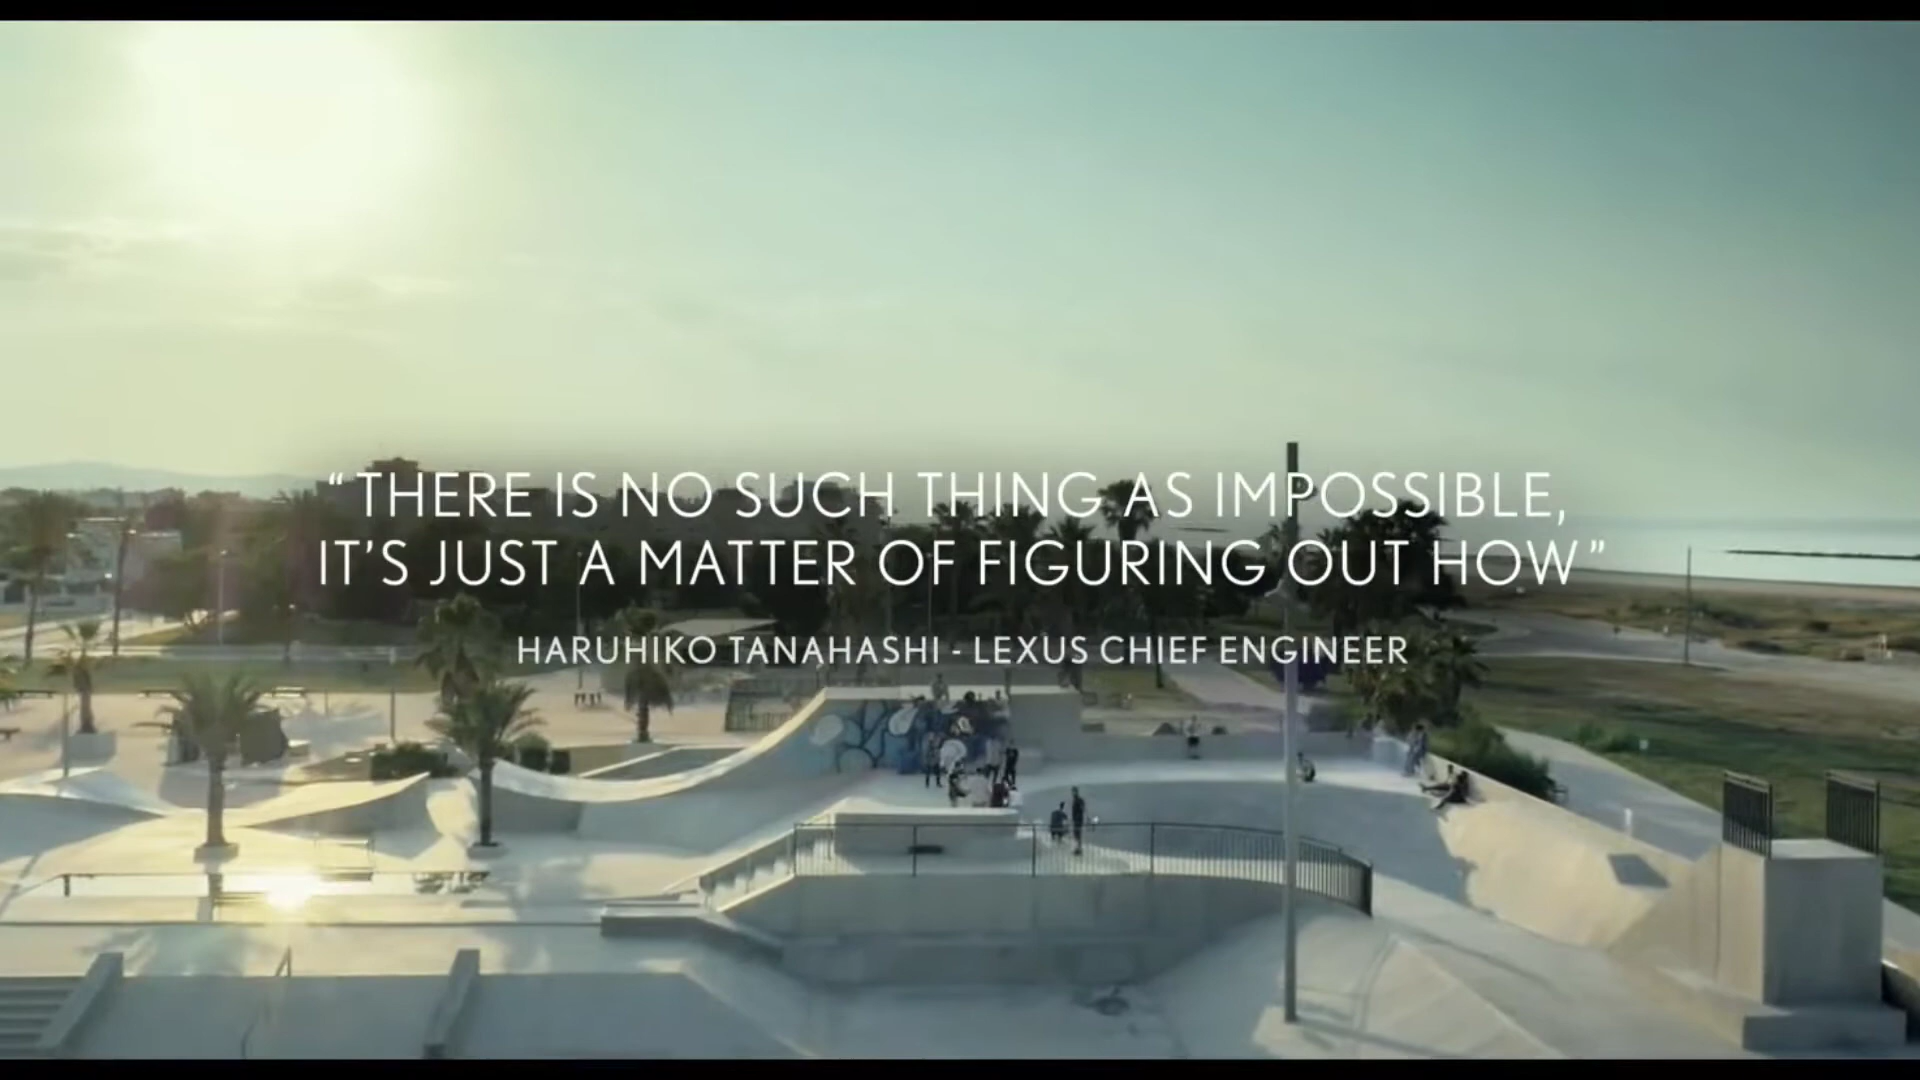 “THERE IS NO SUCH THING AS IMPOSSIBLE,
IT’S JUST A MATTER OF FIGURING OUT HOW”
HARUHIKO TANAHASHI - LEXUS CHIEF ENGINEER